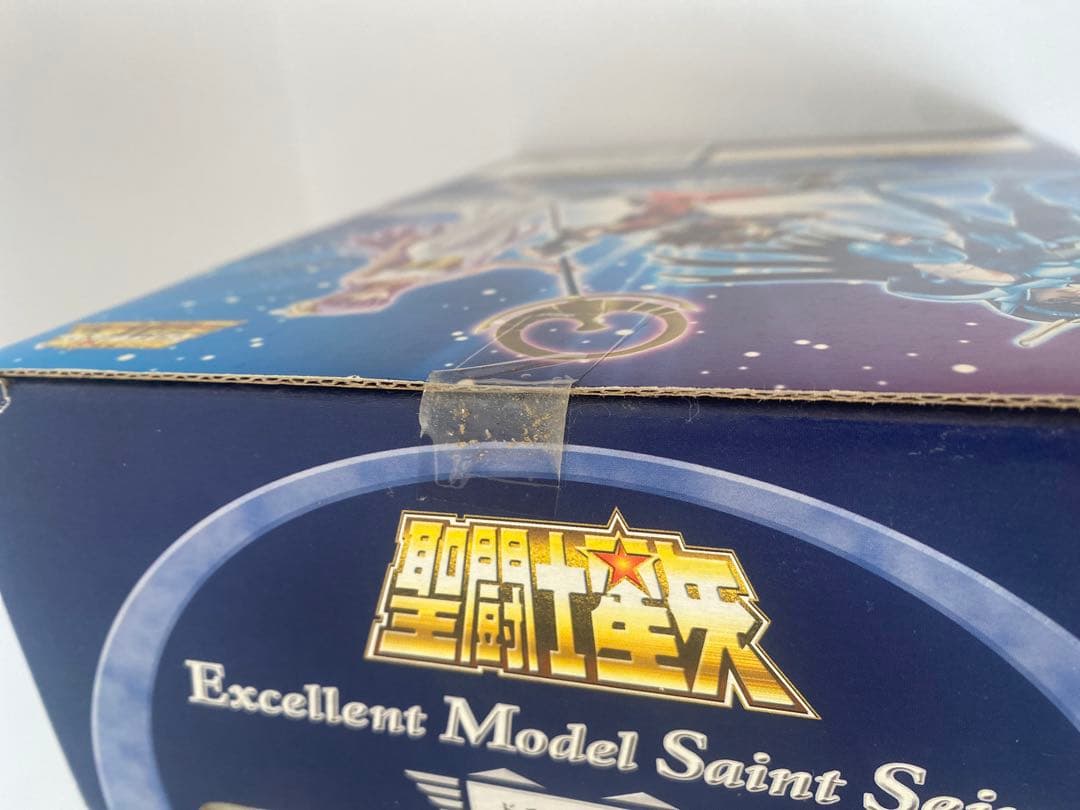 聖闘士星矢
Excellent Model Saint Sei